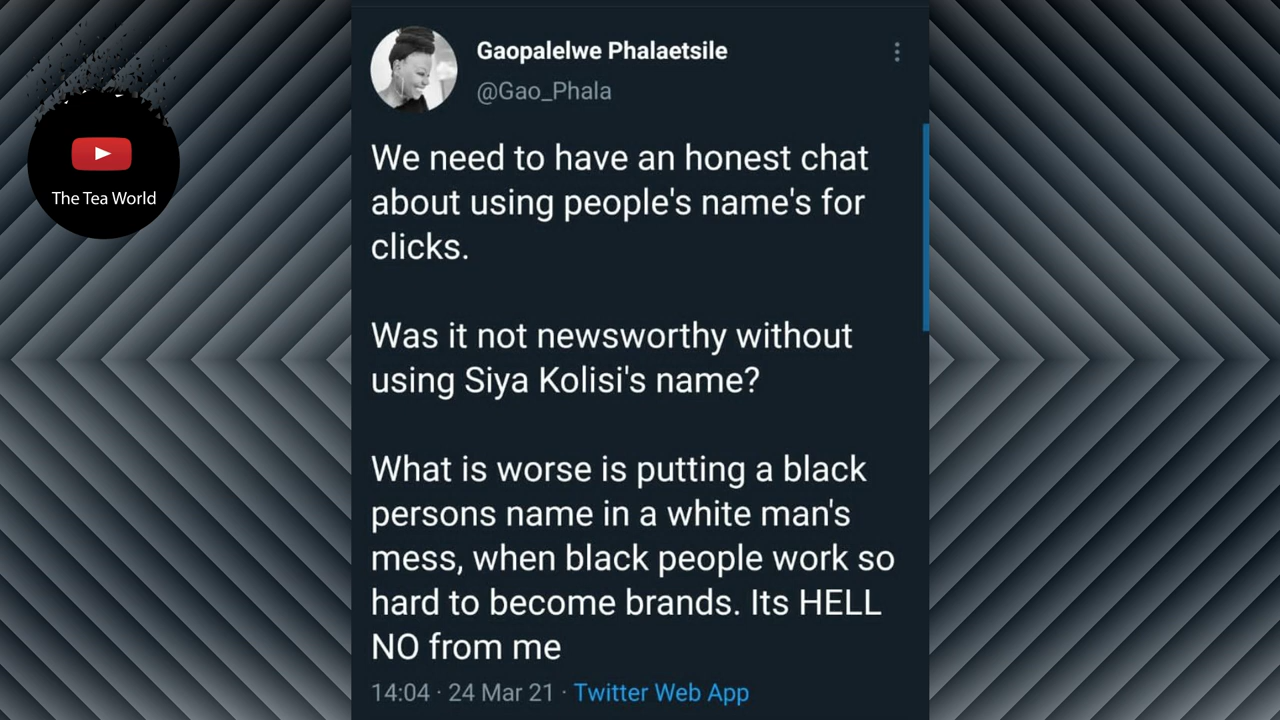 The Tea World
Gaopalelwe Phalaetsile
@Gao_Phala
We need to have an honest chat
about using people's name's for
clicks.
Was it not newsworthy without
using Siya Kolisi's name?
What is worse is putting a black
persons name in a white man's
mess, when black people work so
hard to become brands. Its HELL
NO from me
14:04 · 24 Mar 21 · Twitter Web App